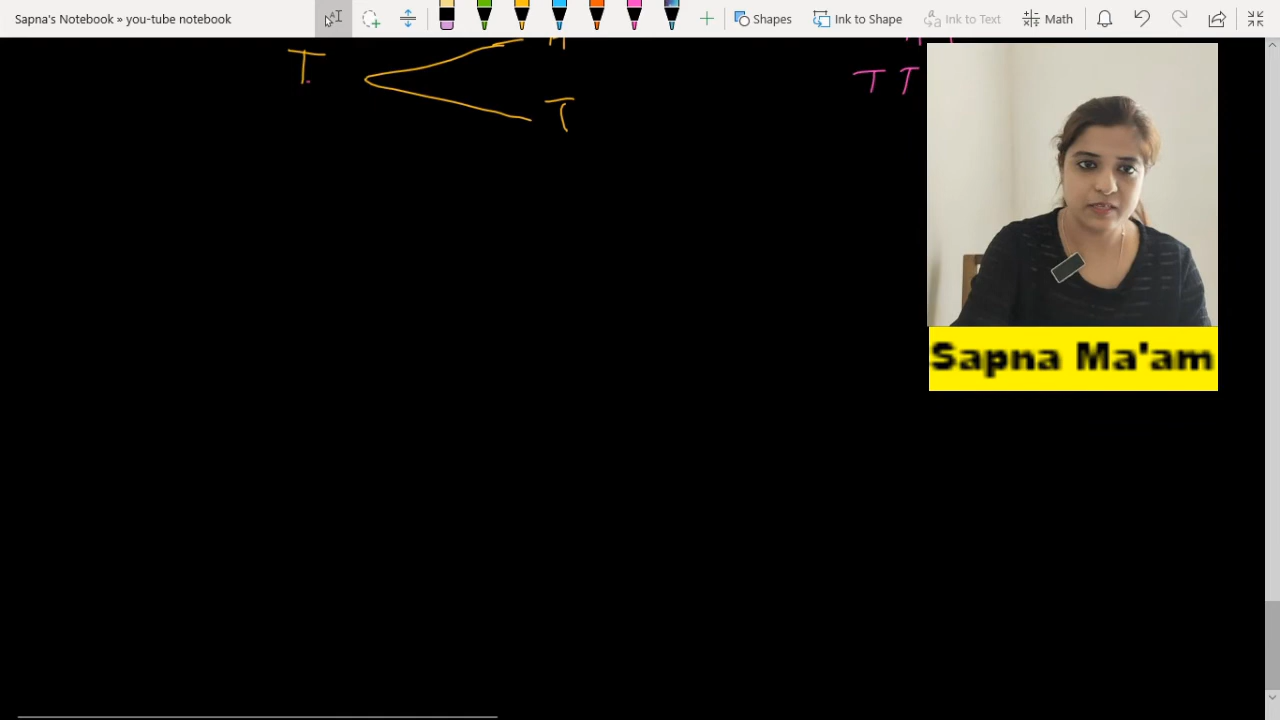 Sapna's Notebook » you-tube notebook
Shapes
Ink to Shape
Ink to Text
Math
T
T
T T
Sapna Ma'am